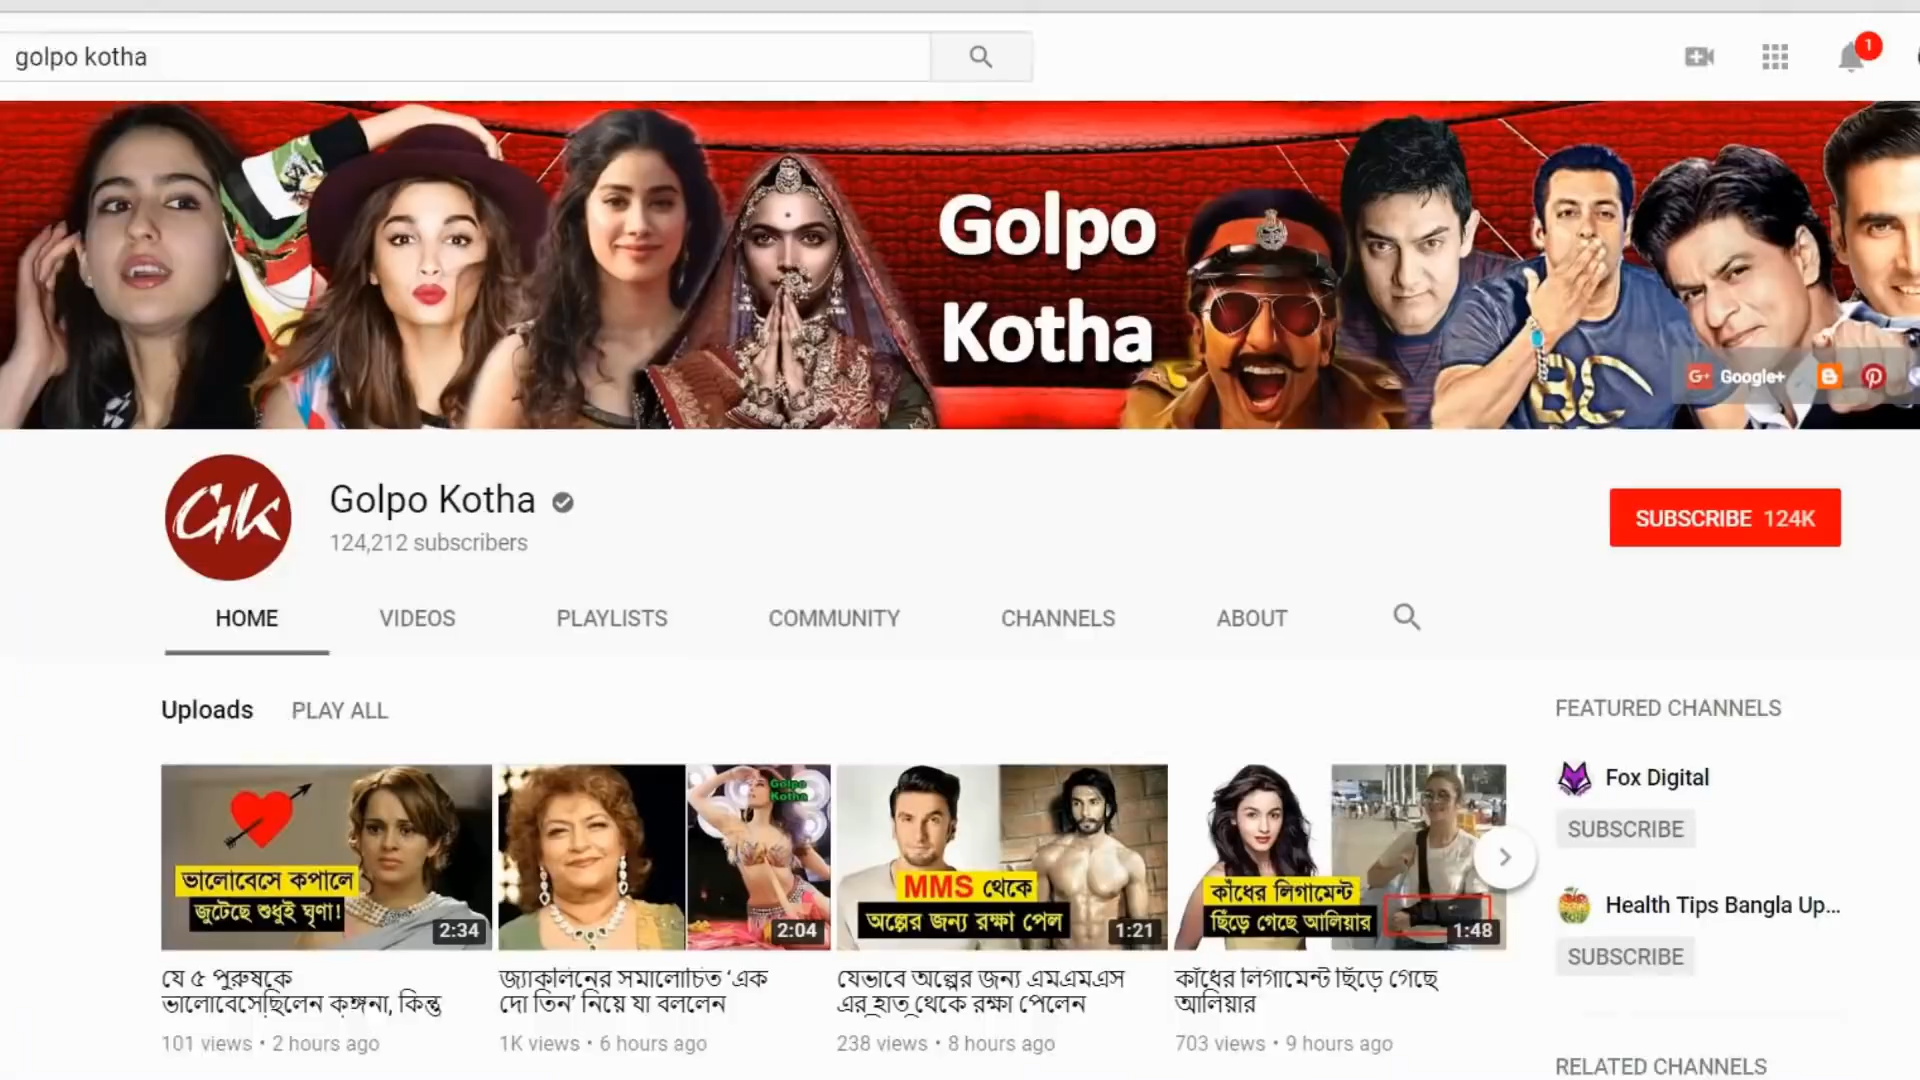 golpo kotha
1
Golpo
Kotha
G+ Google+
GK
Golpo Kotha
124,212 subscribers
SUBSCRIBE 124K
HOME VIDEOS PLAYLISTS COMMUNITY CHANNELS ABOUT
Uploads PLAY ALL
ভালোবেসে কপালে
জুটেছে শুধুই ঘৃণা!
2:34
Golpo
Kotha
2:04
MMS থেকে
অল্পের জন্য রক্ষা পেল
1:21
কাঁধের লিগামেন্ট
ছিঁড়ে গেছে আলিয়ার
1:48
যে ৫ পুরুষকে
ভালোবেসেছিলেন কঙ্গনা, কিন্তু
101 views • 2 hours ago
জ্যাকলিনের সমালোচিত ‘এক
দো তিন’ নিয়ে যা বললেন
1K views • 6 hours ago
যেভাবে অল্পের জন্য এমএমএস
এর হাত থেকে রক্ষা পেলেন
238 views • 8 hours ago
কাঁধের লিগামেন্ট ছিঁড়ে গেছে
আলিয়ার
703 views • 9 hours ago
FEATURED CHANNELS
Fox Digital
SUBSCRIBE
Health Tips Bangla Up...
SUBSCRIBE
RELATED CHANNELS